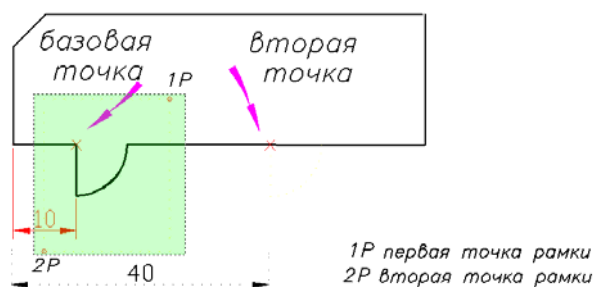 базовая
точка
вторая
точка
1P
10
2P
40
1P первая точка рамки
2P вторая точка рамки